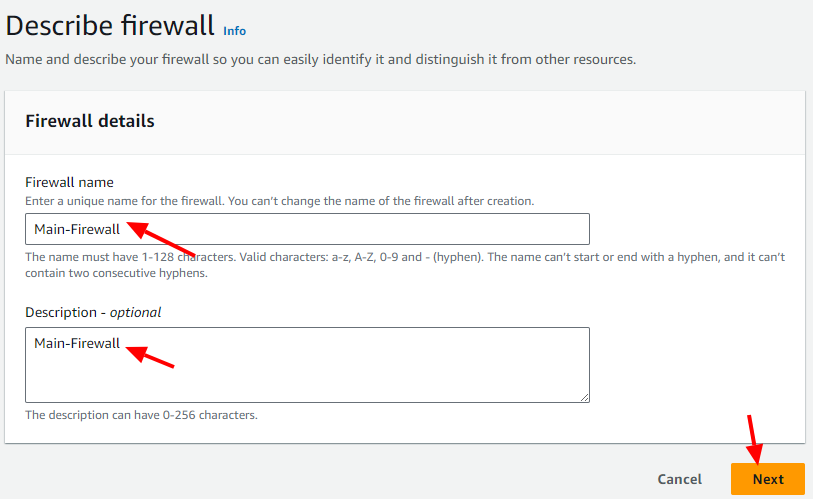 Describe firewall Info
Name and describe your firewall so you can easily identify it and distinguish it from other resources.
Firewall details
Firewall name
Enter a unique name for the firewall. You can't change the name of the firewall after creation.
Main-Firewall
The name must have 1-128 characters. Valid characters: a-z, A-Z, 0-9 and - (hyphen). The name can't start or end with a hyphen, and it can't
contain two consecutive hyphens.
Description - optional
Main-Firewall
The description can have 0-256 characters.
Cancel Next